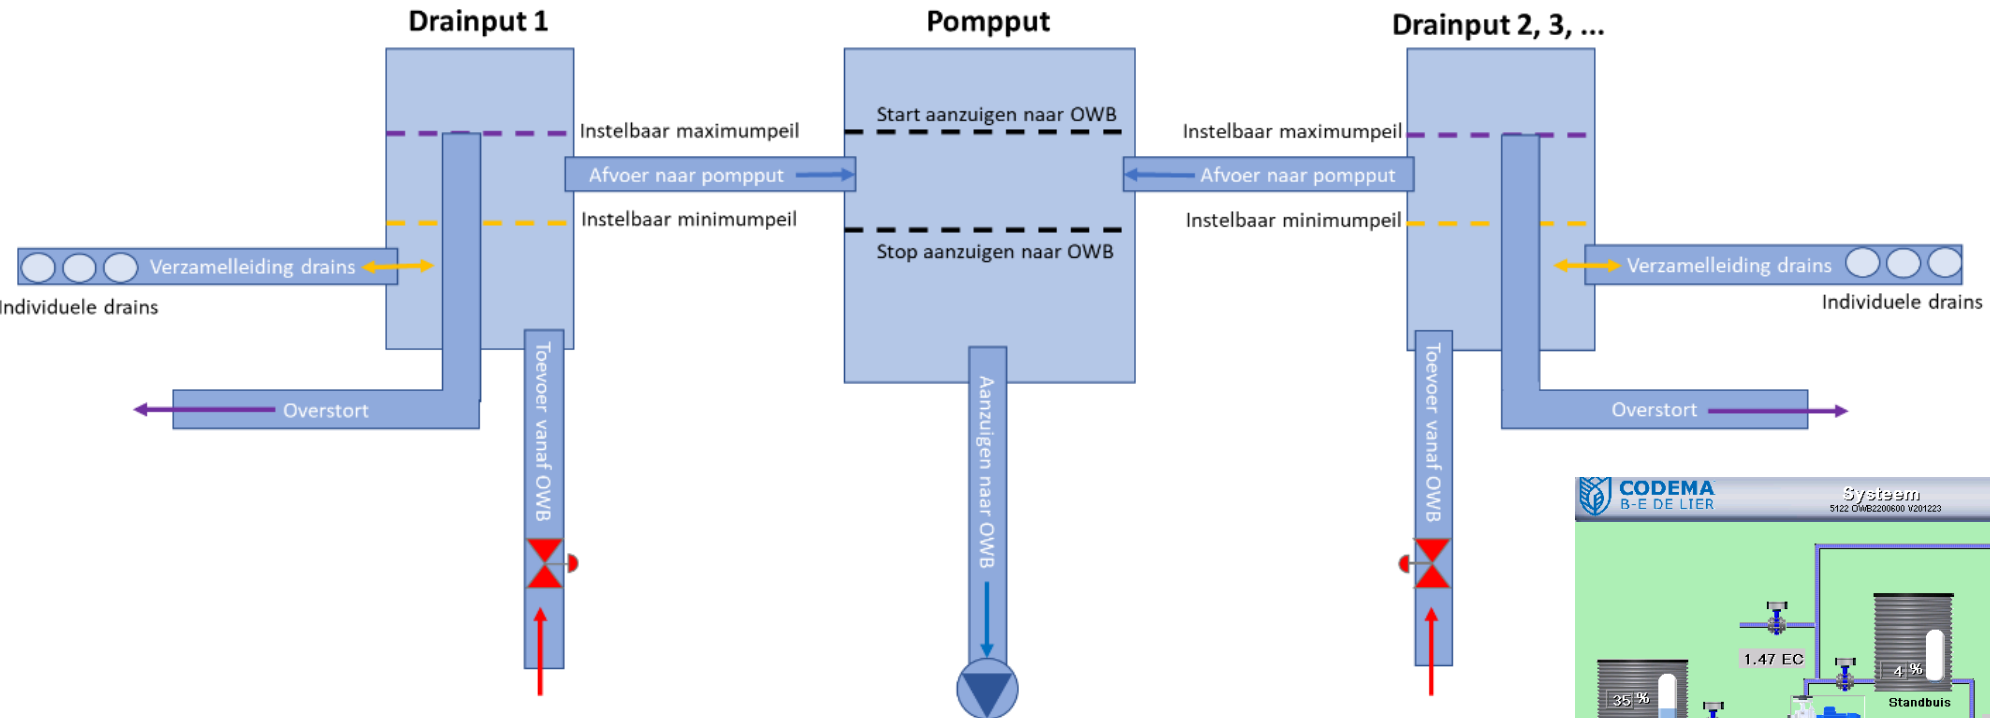 Drainput 1
Pompput
Drainput 2, 3, ...
Instelbaar maximumpeil
Start aanzuigen naar OWB
Instelbaar maximumpeil
Afvoer naar pompput
Afvoer naar pompput
Instelbaar minimumpeil
Instelbaar minimumpeil
Stop aanzuigen naar OWB
Verzamelleiding drains
Verzamelleiding drains
Individuele drains
Individuele drains
Toevoer vanaf OWB
Aanzuigen naar OWB
Toevoer vanaf OWB
Overstort
Overstort
CODEMA
B-E DE LIER
Systeem
5122 OWB2200600 V201223
1.47 EC
4 %
35 %
Standbuis